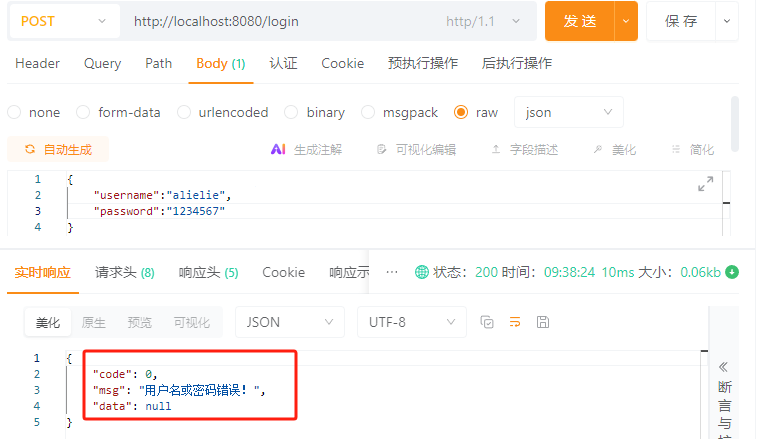 POST http://localhost:8080/login http/1.1 发 送 保 存
Header Query Path Body (1) 认证 Cookie 预执行操作 后执行操作
none form-data urlencoded binary msgpack raw json
自动生成 AI 生成注解 可视化编辑 字段描述 美化 简化
1 {
2 "username":"alielie",
3 "password":"1234567"
4 }
实时响应 请求头 (8) 响应头 (5) Cookie 响应示 ··· 状态：200 时间：09:38:24 10ms 大小：0.06kb
美化 原生 预览 可视化 JSON UTF-8
1 {
2 "code": 0,
3 "msg": "用户名或密码错误！",
4 "data": null
5 }
断言与